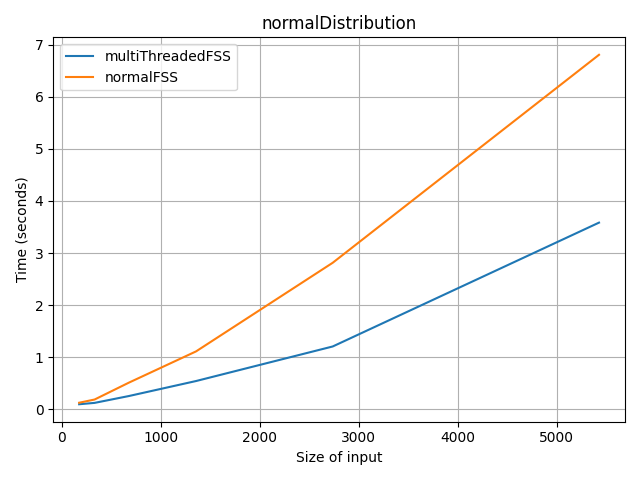 normalDistribution
multiThreadedFSS
normalFSS
Time (seconds)
7
6
5
4
3
2
1
0
0 1000 2000 3000 4000 5000
Size of input